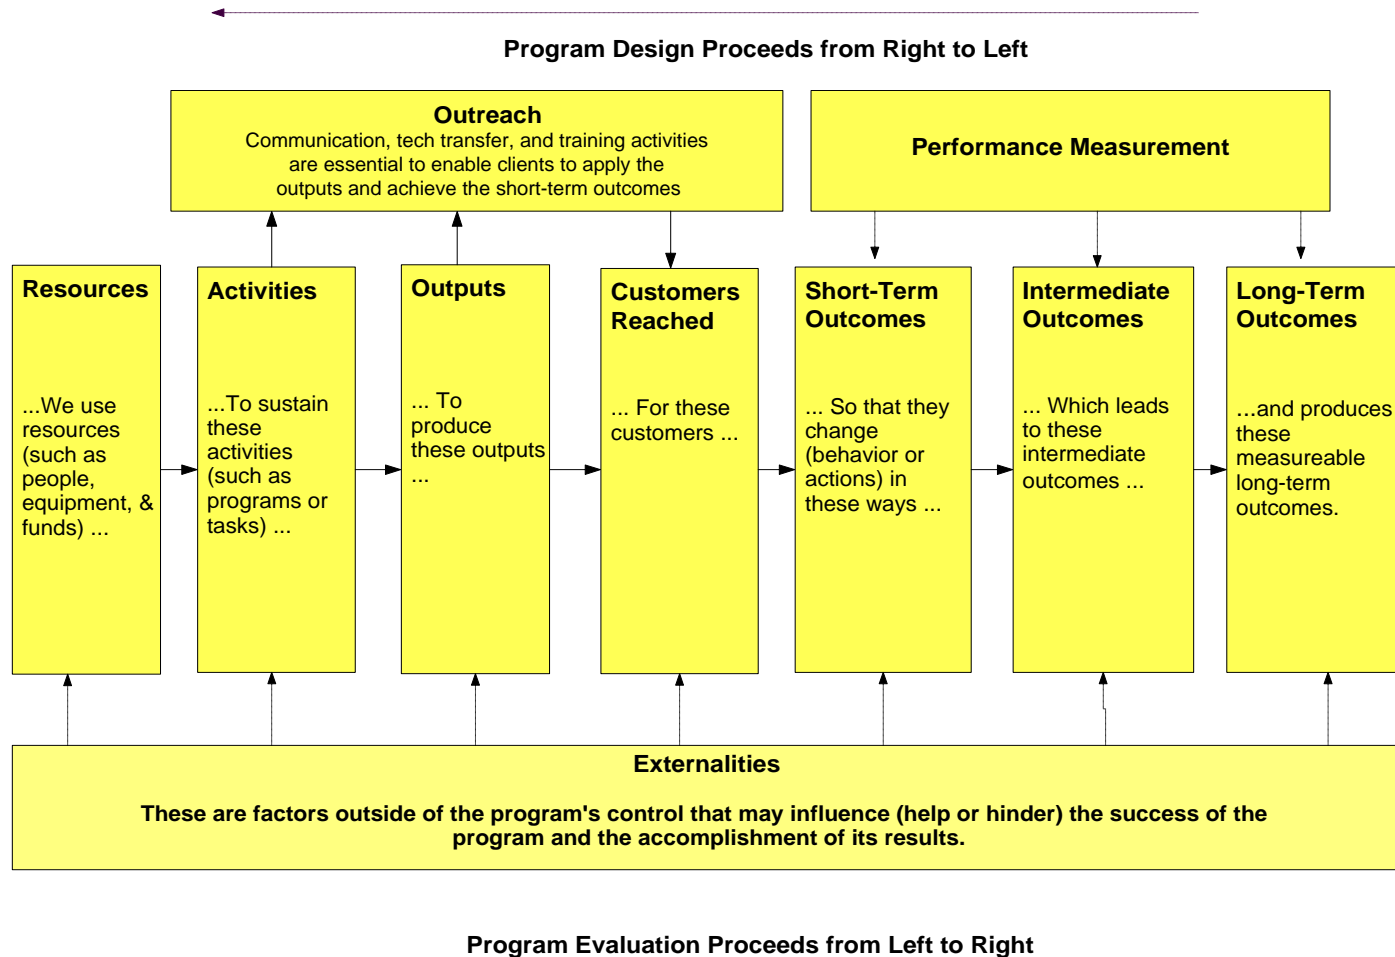 Program Design Proceeds from Right to Left
Outreach
Communication, tech transfer, and training activities
are essential to enable clients to apply the
outputs and achieve the short-term outcomes
Performance Measurement
Resources
...We use
resources
(such as
people,
equipment, &
funds) ...
Activities
...To sustain
these
activities
(such as
programs or
tasks) ...
Outputs
... To
produce
these outputs
...
Customers
Reached
... For these
customers ...
Short-Term
Outcomes
... So that they
change
(behavior or
actions) in
these ways ...
Intermediate
Outcomes
... Which leads
to these
intermediate
outcomes ...
Long-Term
Outcomes
...and produces
these
measureable
long-term
outcomes.
Externalities
These are factors outside of the program's control that may influence (help or hinder) the success of the
program and the accomplishment of its results.
Program Evaluation Proceeds from Left to Right